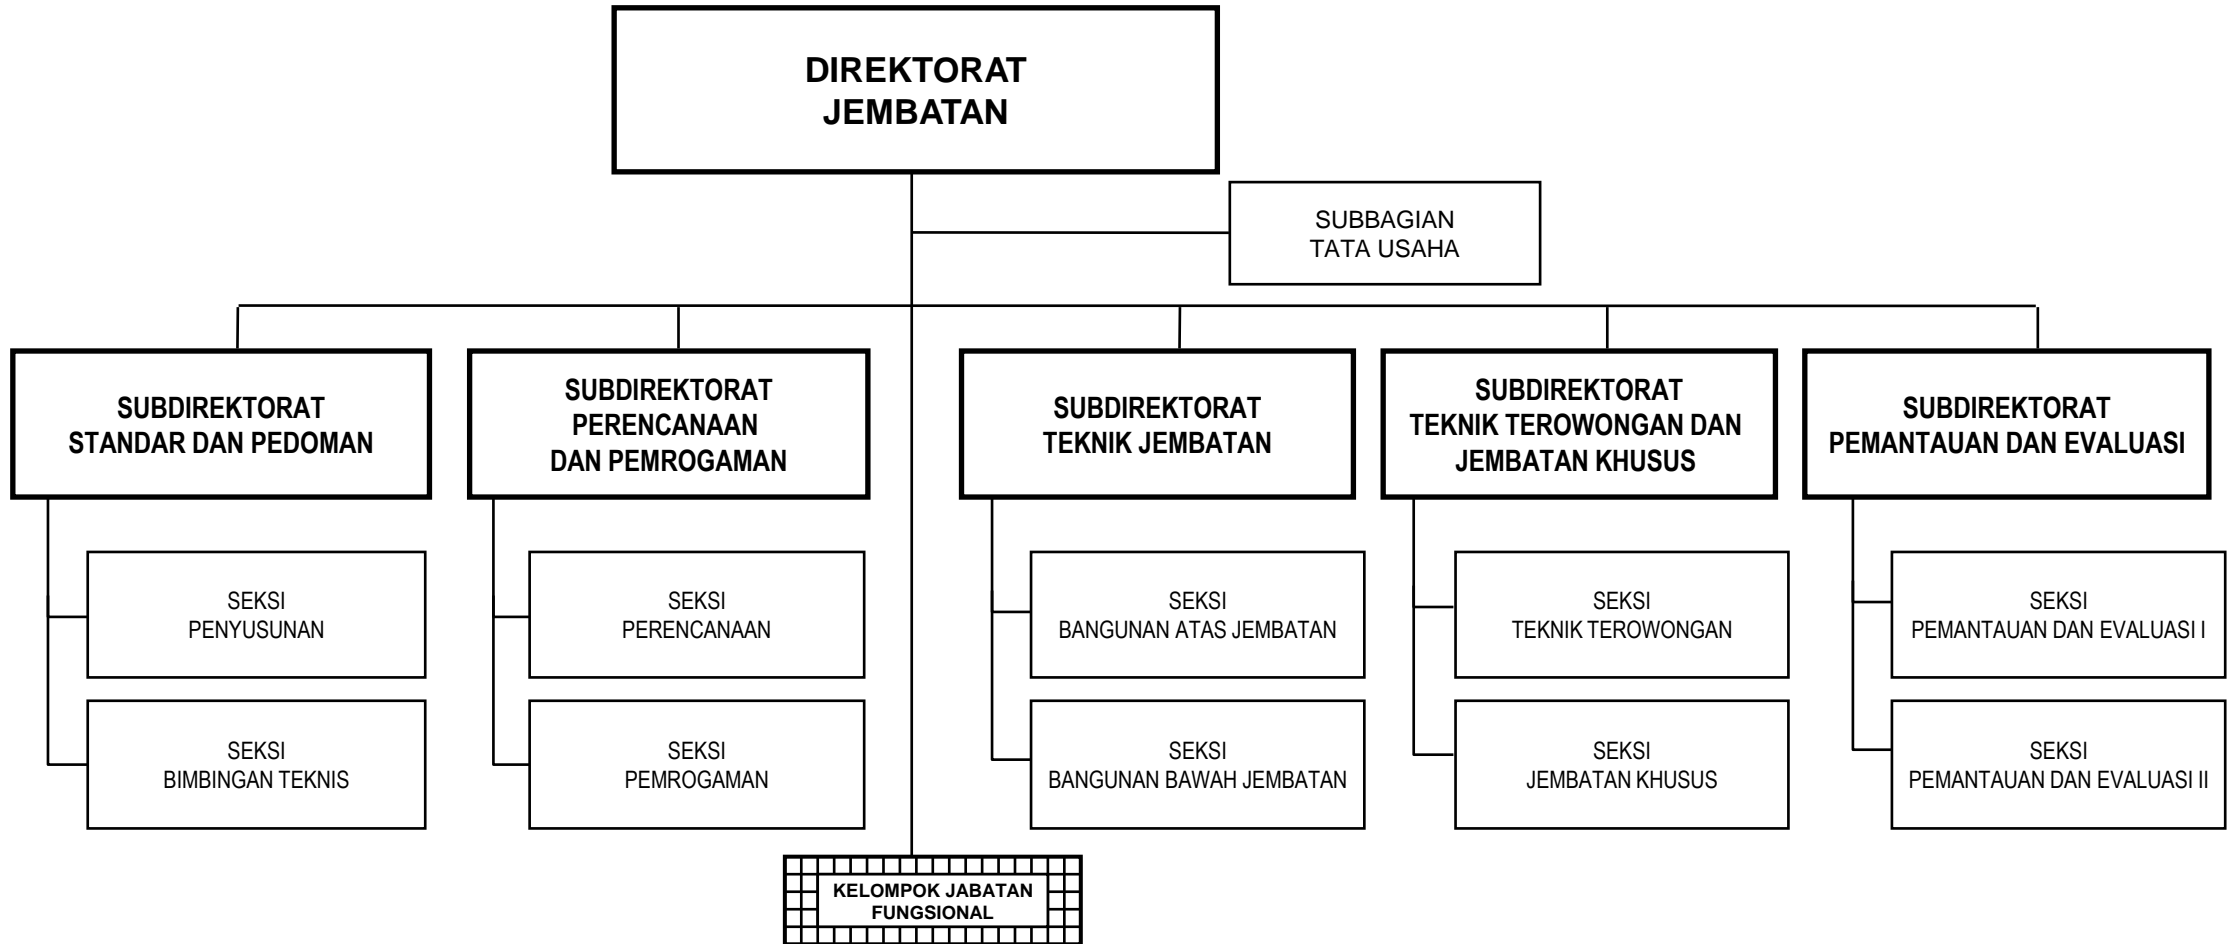 DIREKTORAT
JEMBATAN
SUBBAGIAN
TATA USAHA
SUBDIREKTORAT
STANDAR DAN PEDOMAN
SUBDIREKTORAT
PERENCANAAN
DAN PEMROGAMAN
SUBDIREKTORAT
TEKNIK JEMBATAN
SUBDIREKTORAT
TEKNIK TEROWONGAN DAN
JEMBATAN KHUSUS
SUBDIREKTORAT
PEMANTAUAN DAN EVALUASI
SEKSI
PENYUSUNAN
SEKSI
PERENCANAAN
SEKSI
BANGUNAN ATAS JEMBATAN
SEKSI
TEKNIK TEROWONGAN
SEKSI
PEMANTAUAN DAN EVALUASI I
SEKSI
BIMBINGAN TEKNIS
SEKSI
PEMROGAMAN
SEKSI
BANGUNAN BAWAH JEMBATAN
SEKSI
JEMBATAN KHUSUS
SEKSI
PEMANTAUAN DAN EVALUASI II
KELOMPOK JABATAN
FUNGSIONAL